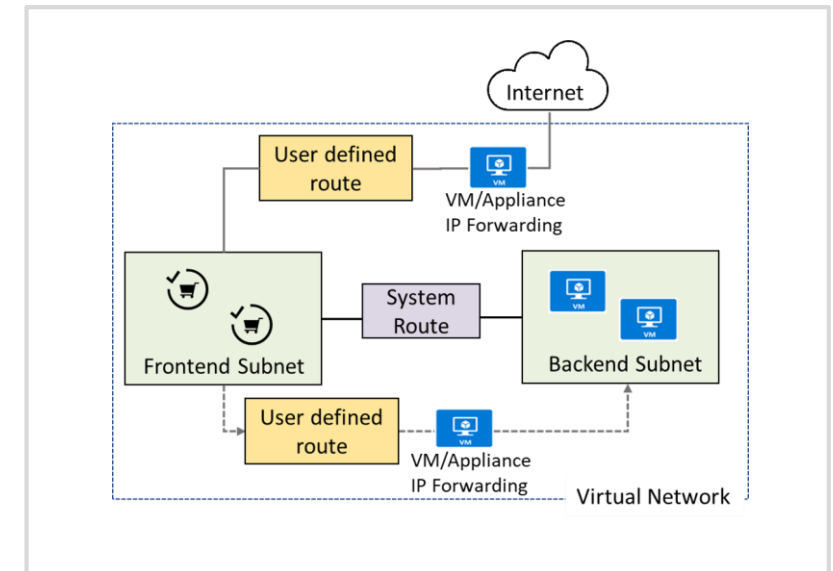 Internet
User defined
route
VM
VM/Appliance
IP Forwarding
Frontend Subnet
System
Route
VM
VM
Backend Subnet
User defined
route
VM
VM/Appliance
IP Forwarding
Virtual Network